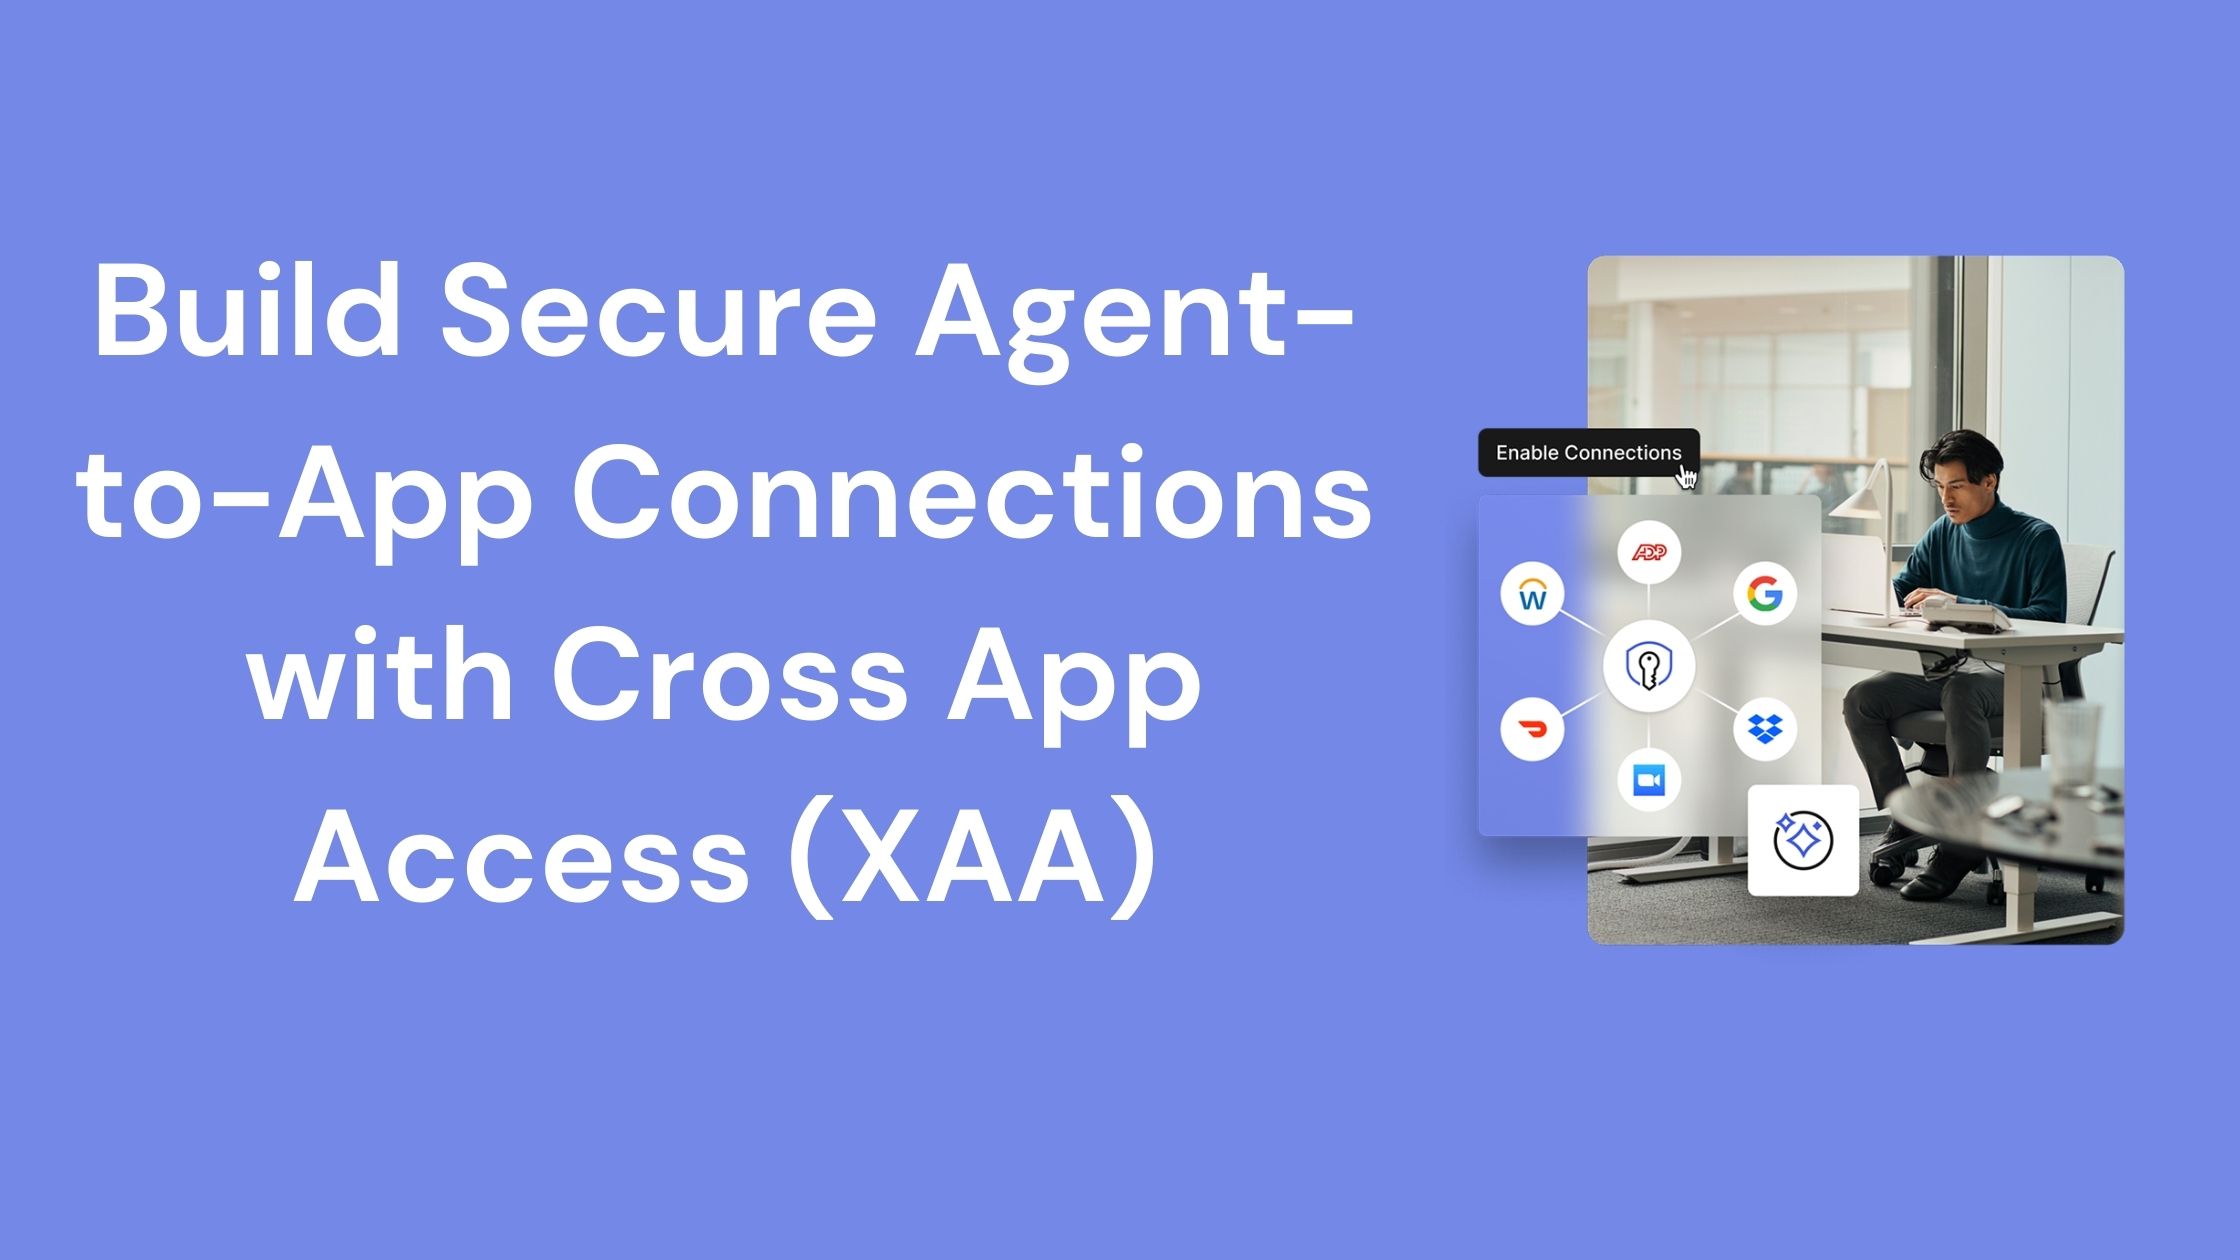 Build Secure Agent-
to-App Connections
with Cross App
Access (XAA)
Enable Connections
ADP
W
G